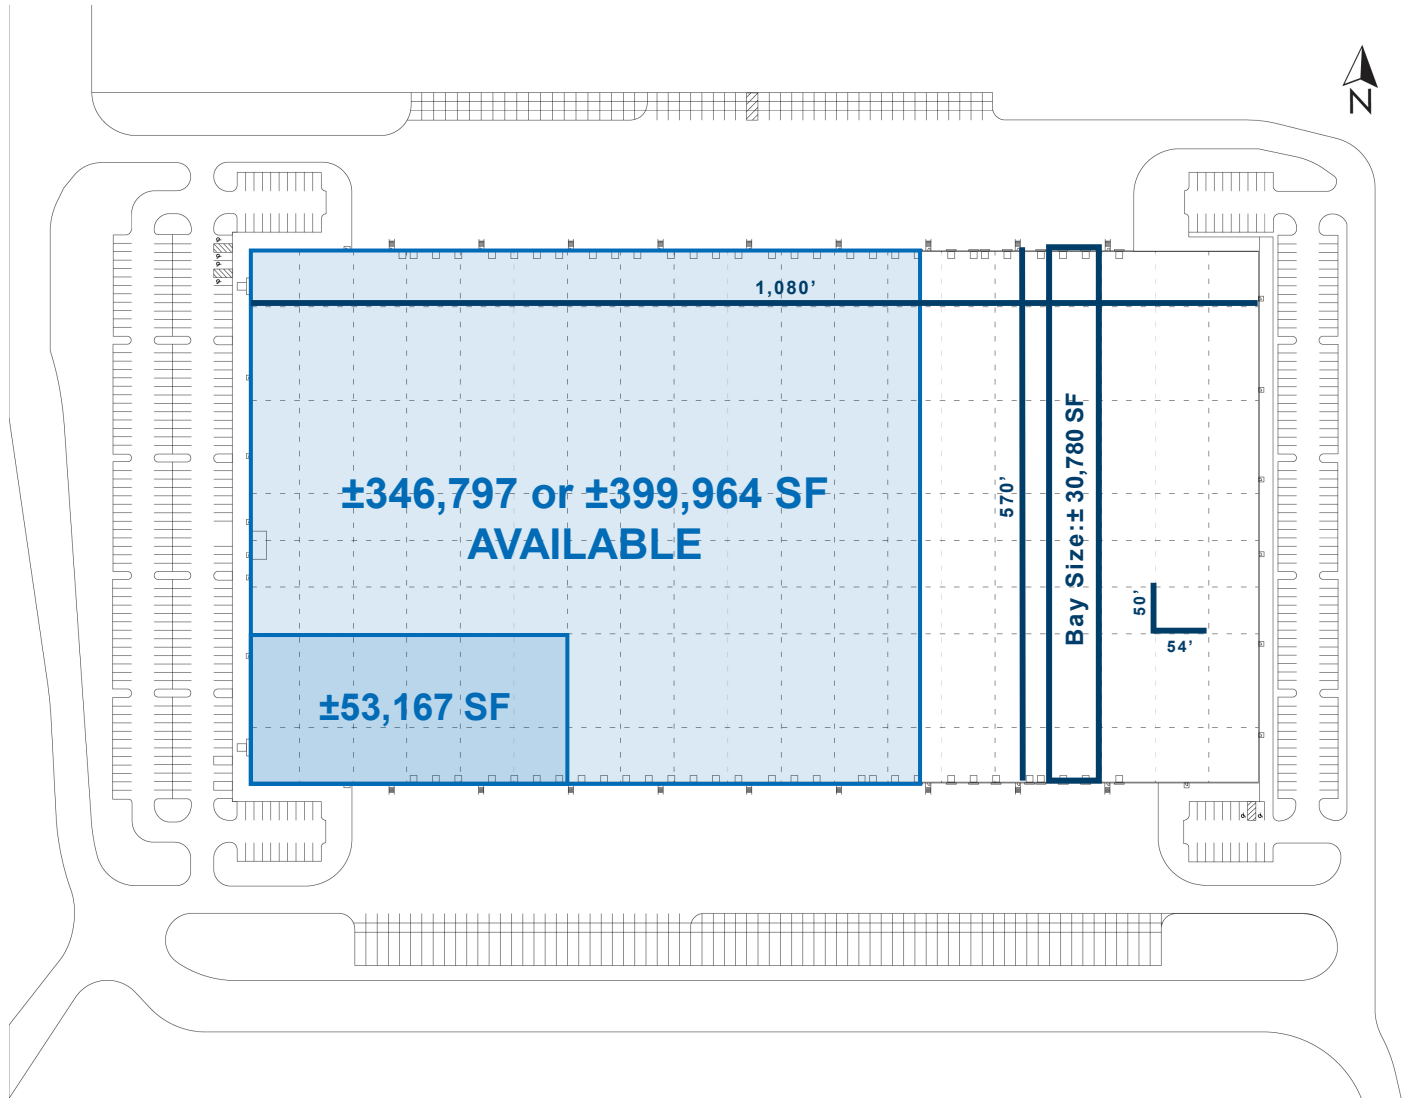 N
1,080’
±346,797 or ±399,964 SF
AVAILABLE
570’
Bay Size:± 30,780 SF
50’
54’
±53,167 SF